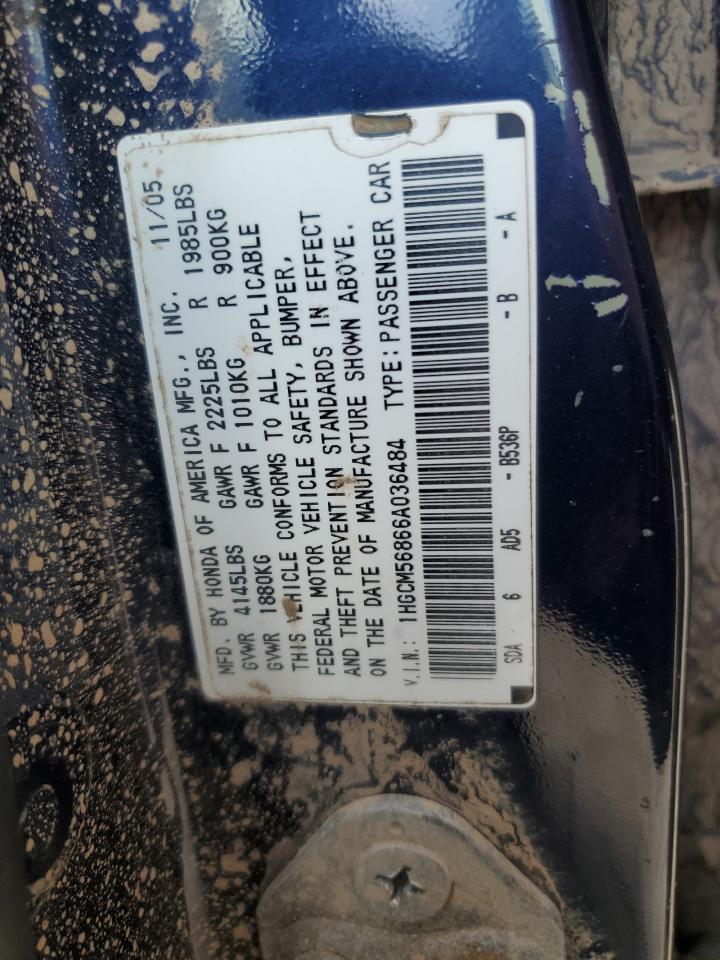 MFD. BY HONDA OF AMERICA MFG., INC. 11/05
GVWR 4145LBS GAWR F 2225LBS R 1985LBS
GVWR 1880KG GAWR F 1010KG R 900KG
THIS VEHICLE CONFORMS TO ALL APPLICABLE
FEDERAL MOTOR VEHICLE SAFETY, BUMPER,
AND THEFT PREVENTION STANDARDS IN EFFECT
ON THE DATE OF MANUFACTURE SHOWN ABOVE.
V.I.N.: 1HGCM56866A036484 TYPE: PASSENGER CAR
SDA 6 AD5 - B536P - B - A